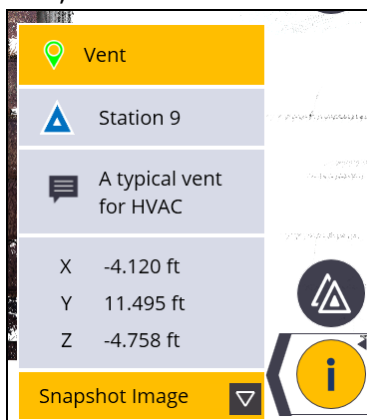 Vent
Station 9
A typical vent
for HVAC
X -4.120 ft
Y 11.495 ft
Z -4.758 ft
Snapshot Image
i